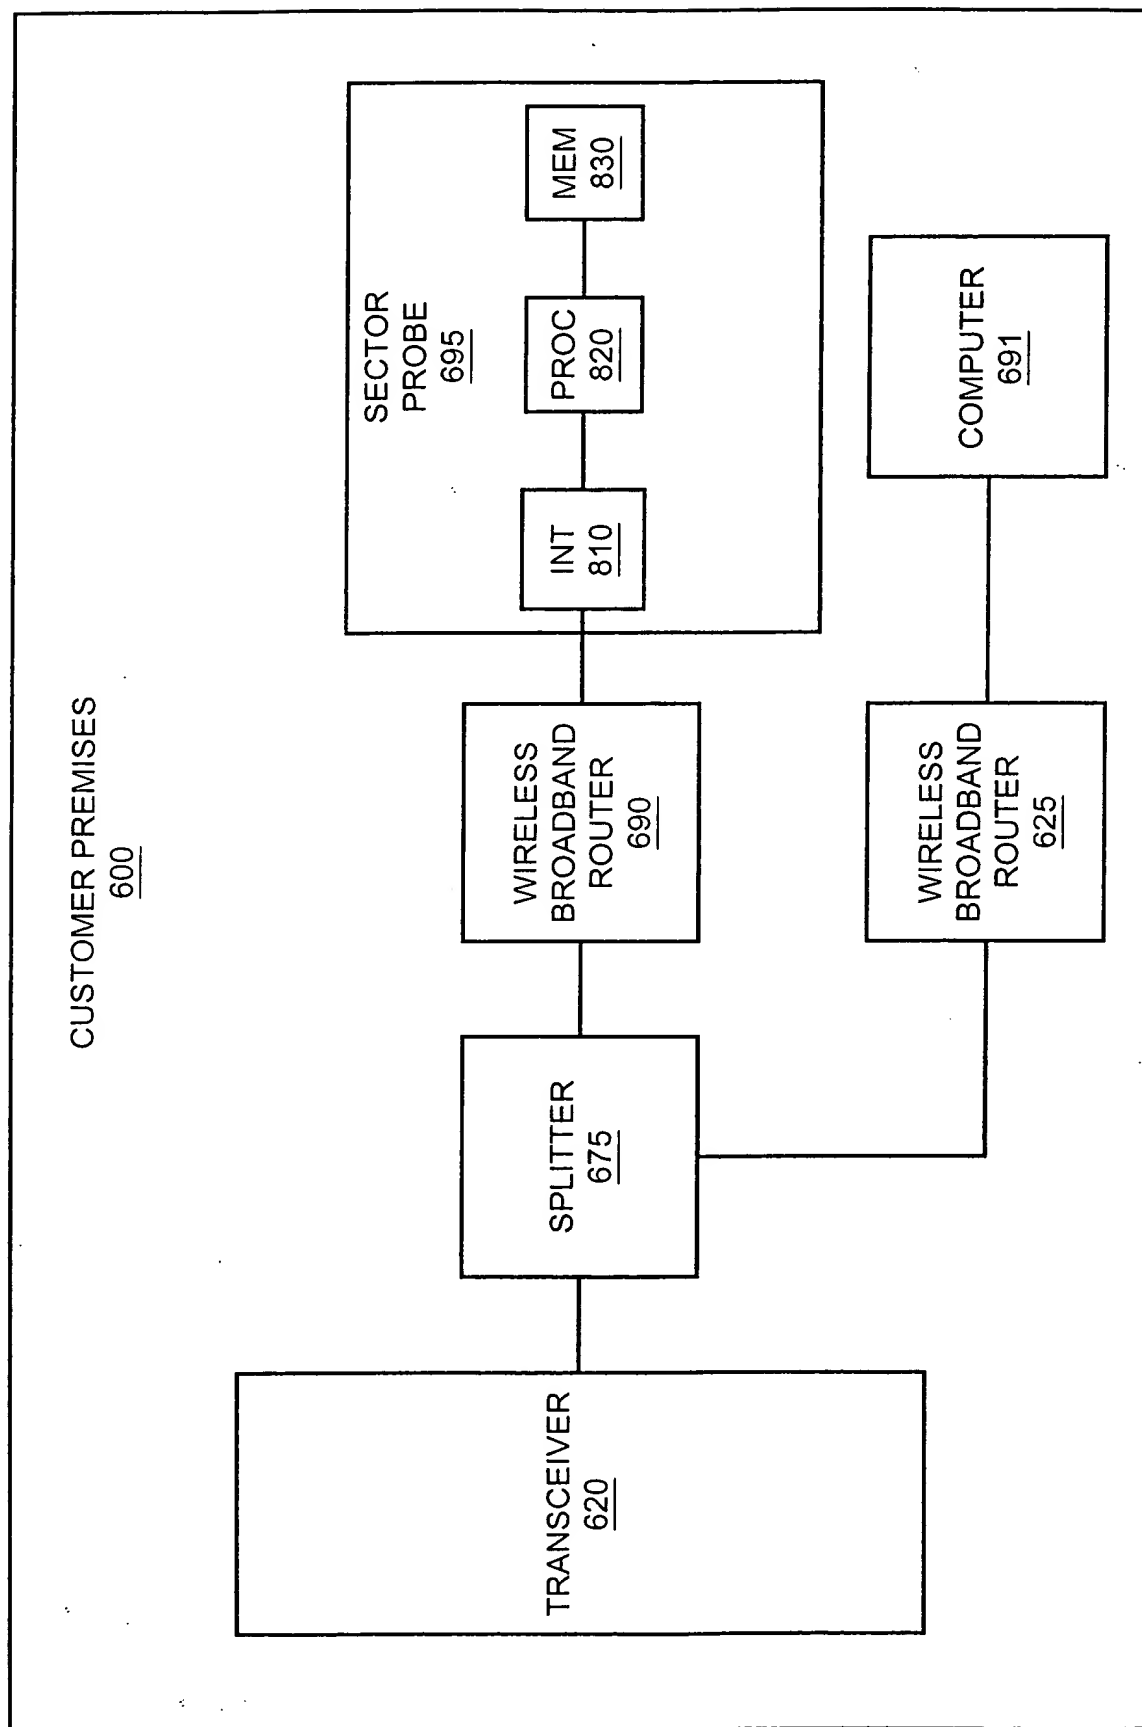 CUSTOMER PREMISES
600
TRANSCEIVER
620
SPLITTER
675
WIRELESS
BROADBAND
ROUTER
690
SECTOR
PROBE
695
INT
810
PROC
820
MEM
830
WIRELESS
BROADBAND
ROUTER
625
COMPUTER
691